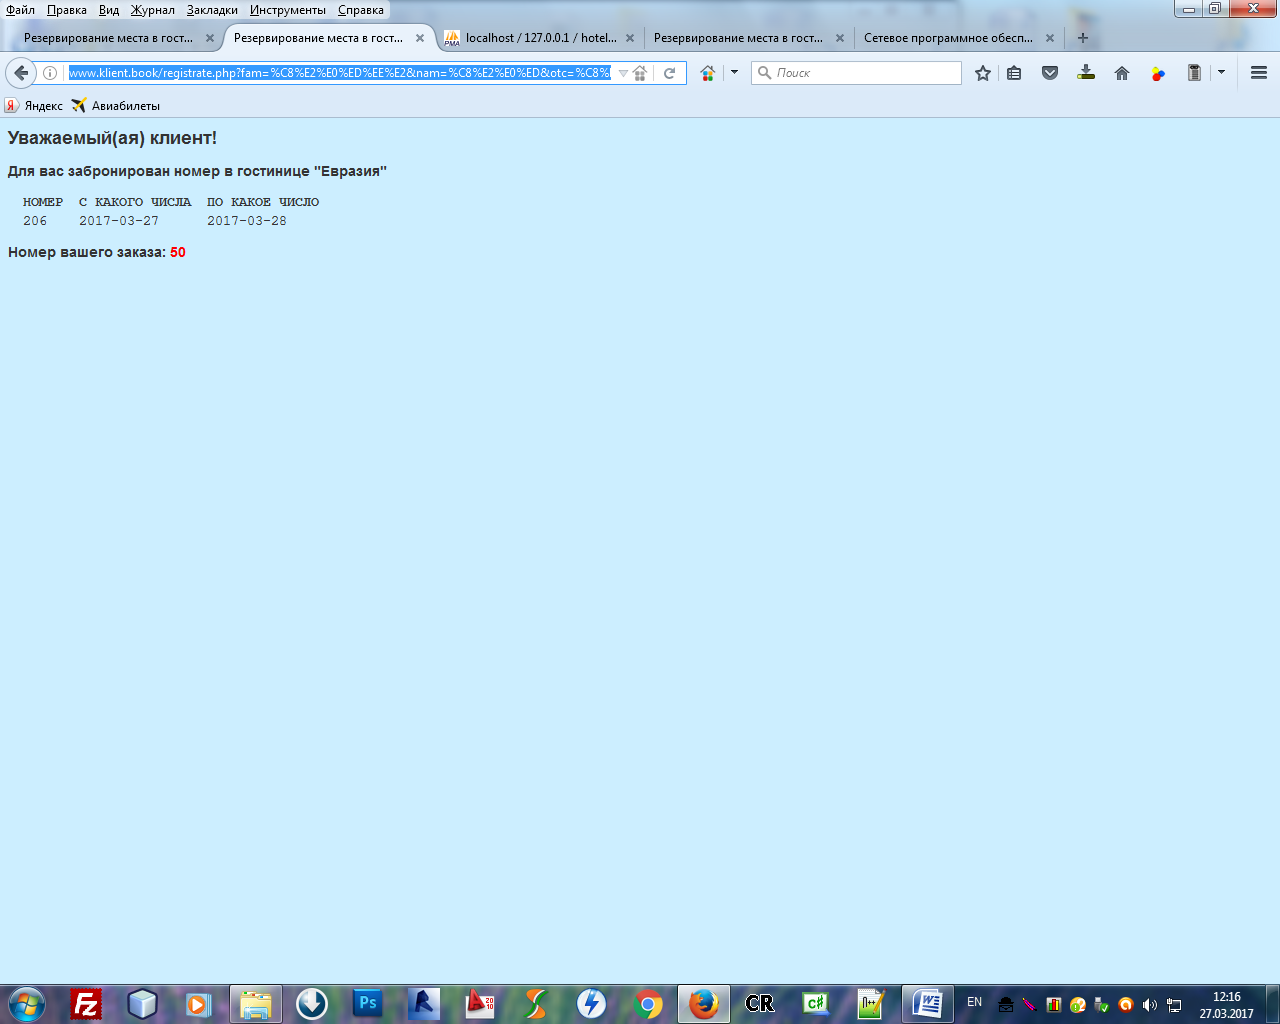 Файл Правка Вид Журнал Закладки Инструменты Справка
Резервирование места в гост... Резервирование места в гост... localhost / 127.0.0.1 / hotel... Резервирование места в гост... Сетевое программное обесп...
www.klient.book/registrate.php?fam=%C8%E2%E0%ED%EE%E2&nam=%C8%E2%E0%ED&otc=%C8% Поиск
Яндекс Авиабилеты
Уважаемый(ая) клиент!
Для вас забронирован номер в гостинице "Евразия"
НОМЕР С КАКОГО ЧИСЛА ПО КАКОЕ ЧИСЛО
206 2017-03-27 2017-03-28
Номер вашего заказа: 50
EN 12:16
27.03.2017